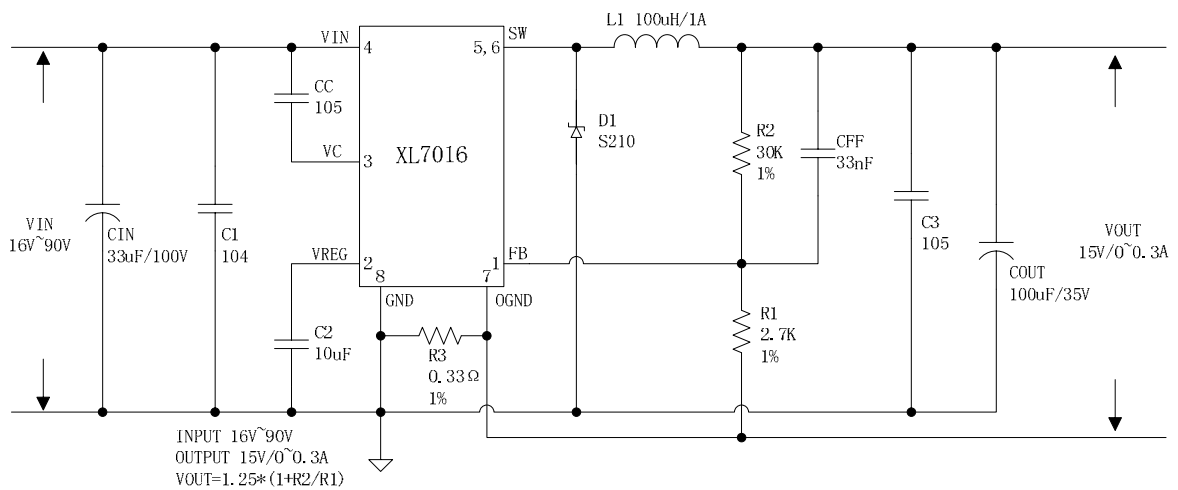 L1 100uH/1A
VIN
4
5,6
SW
CC
105
VC
3
XL7016
D1
S210
R2
30K
1%
CFF
33nF
VIN
16V~90V
CIN
33uF/100V
C1
104
C3
105
VOUT
15V/0~0.3A
VREG
2
1
FB
8
7
GND
OGND
COUT
100uF/35V
C2
10uF
R3
0.33Ω
1%
R1
2.7K
1%
INPUT 16V~90V
OUTPUT 15V/0~0.3A
VOUT=1.25*(1+R2/R1)